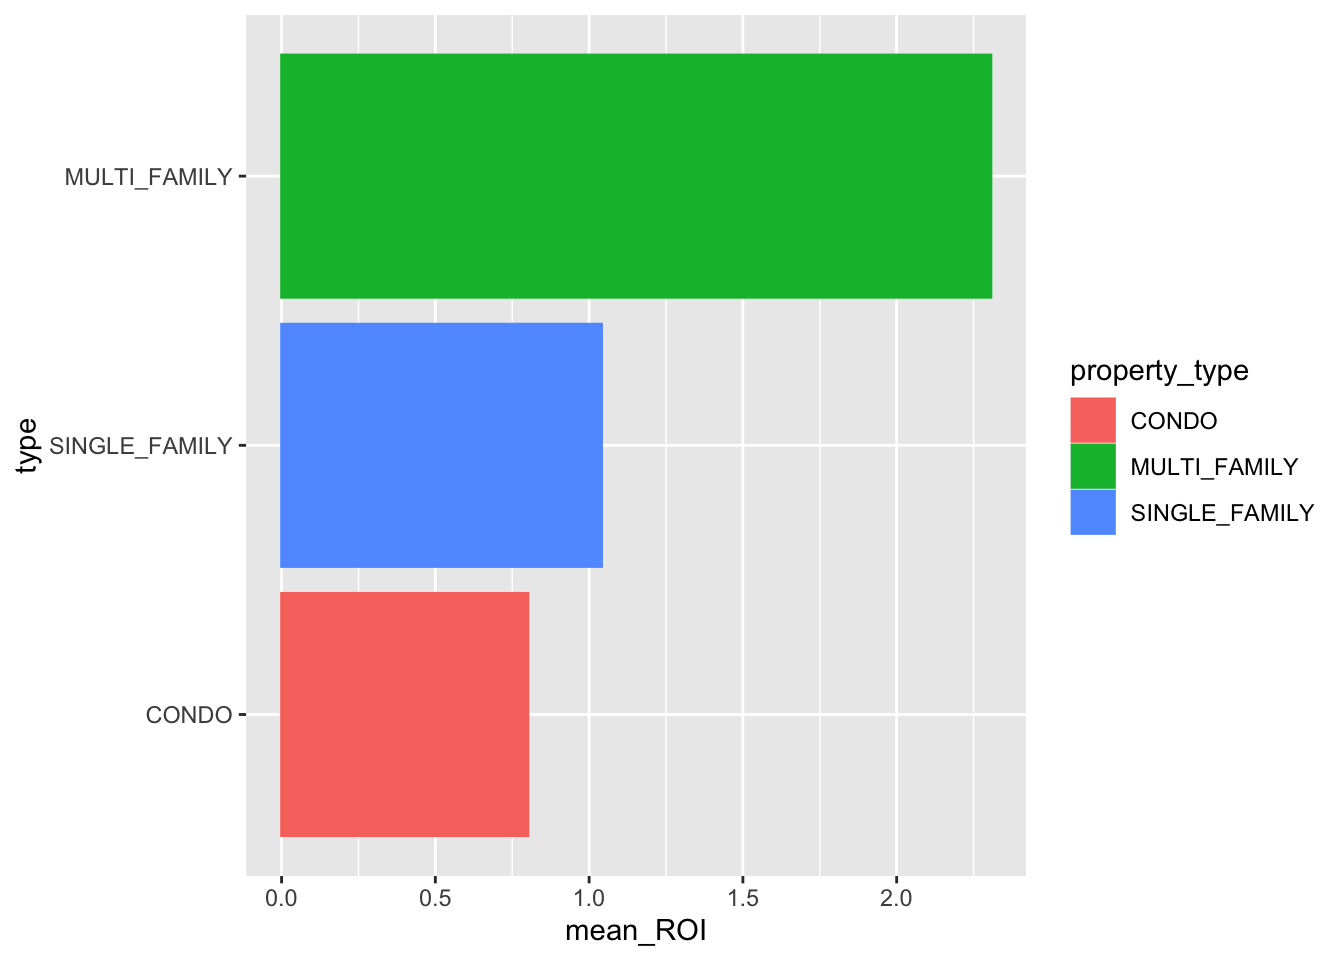 MULTI_FAMILY
SINGLE_FAMILY
CONDO
type
0.0 0.5 1.0 1.5 2.0
mean_ROI
property_type
CONDO
MULTI_FAMILY
SINGLE_FAMILY